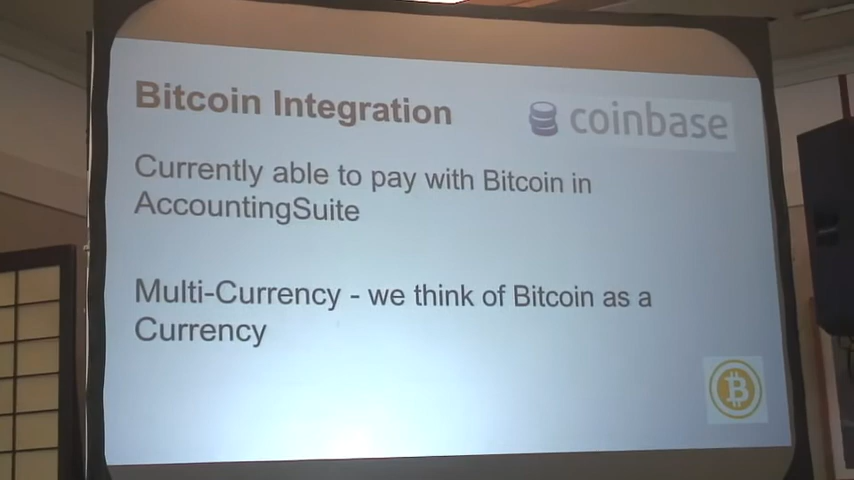 Bitcoin Integration
coinbase
Currently able to pay with Bitcoin in
AccountingSuite
Multi-Currency - we think of Bitcoin as a
Currency